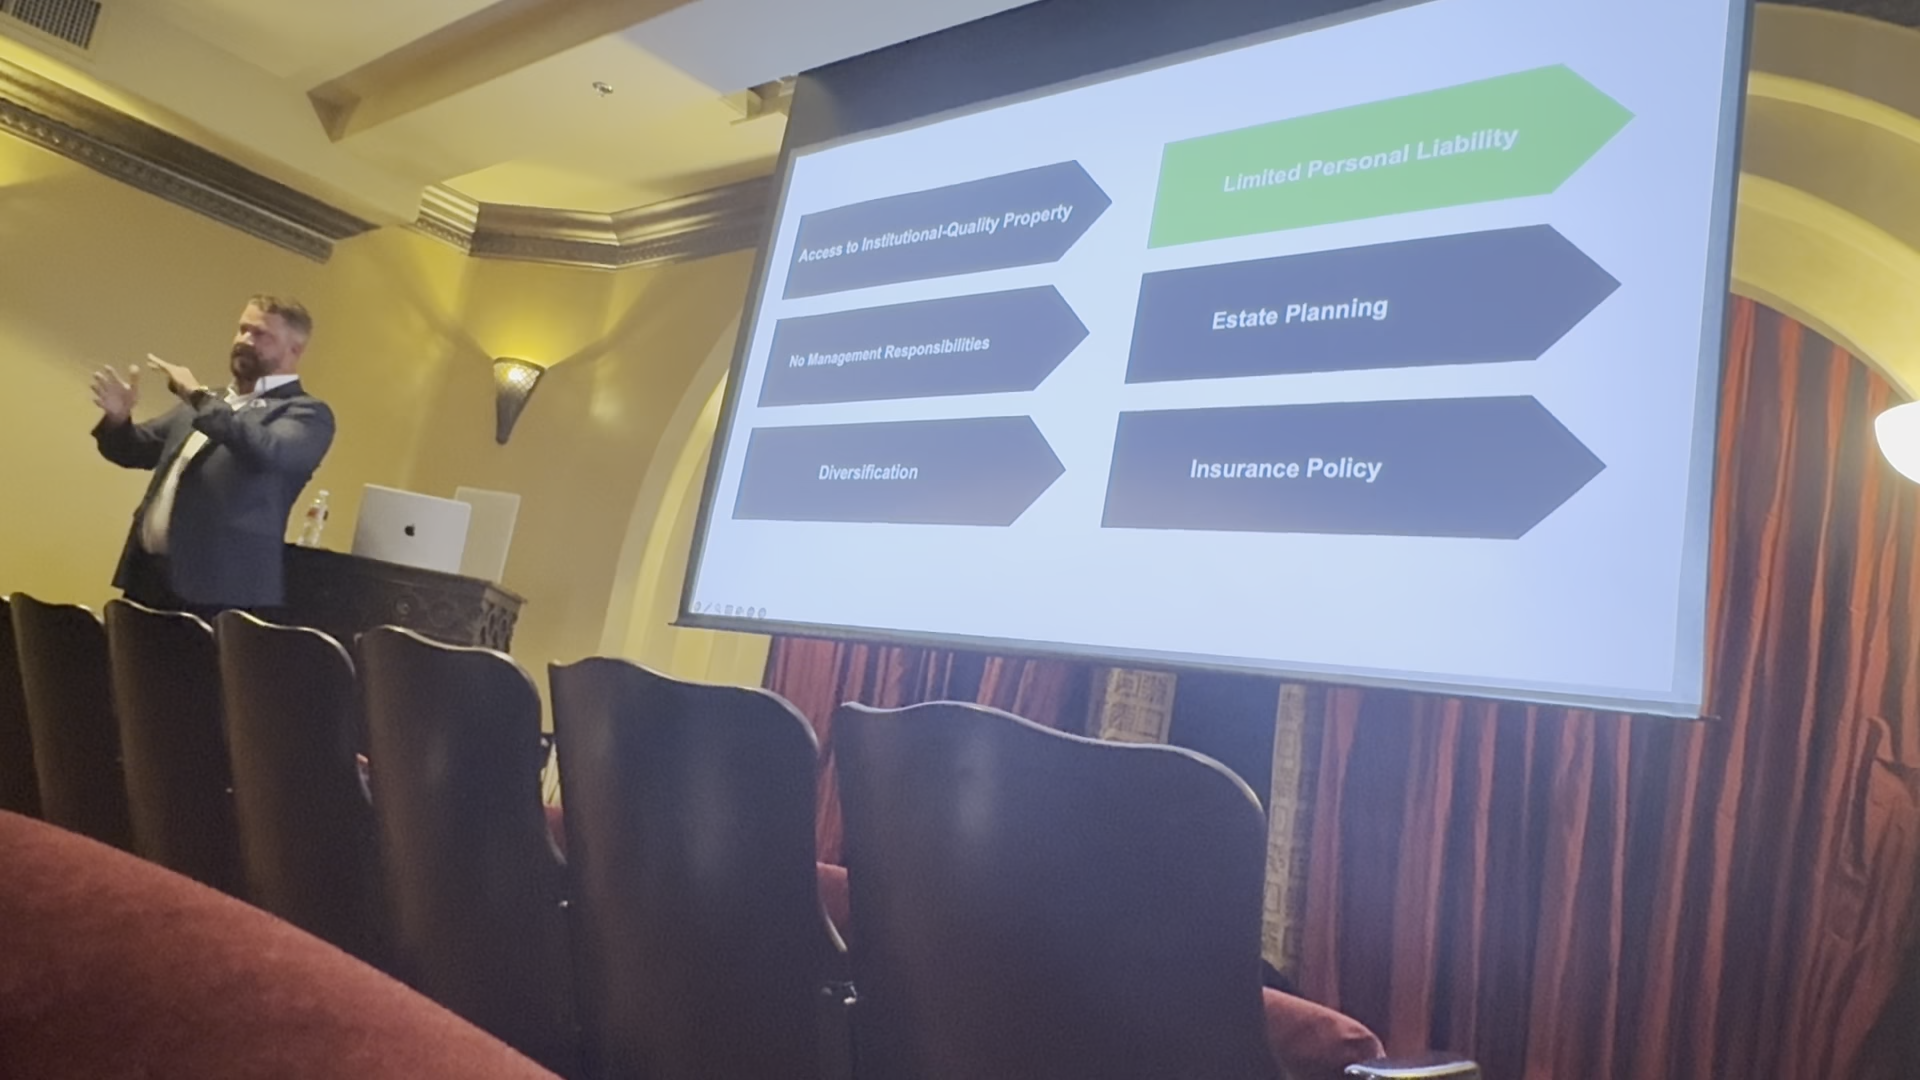 Access to Institutional-Quality Property
No Management Responsibilities
Diversification
Limited Personal Liability
Estate Planning
Insurance Policy